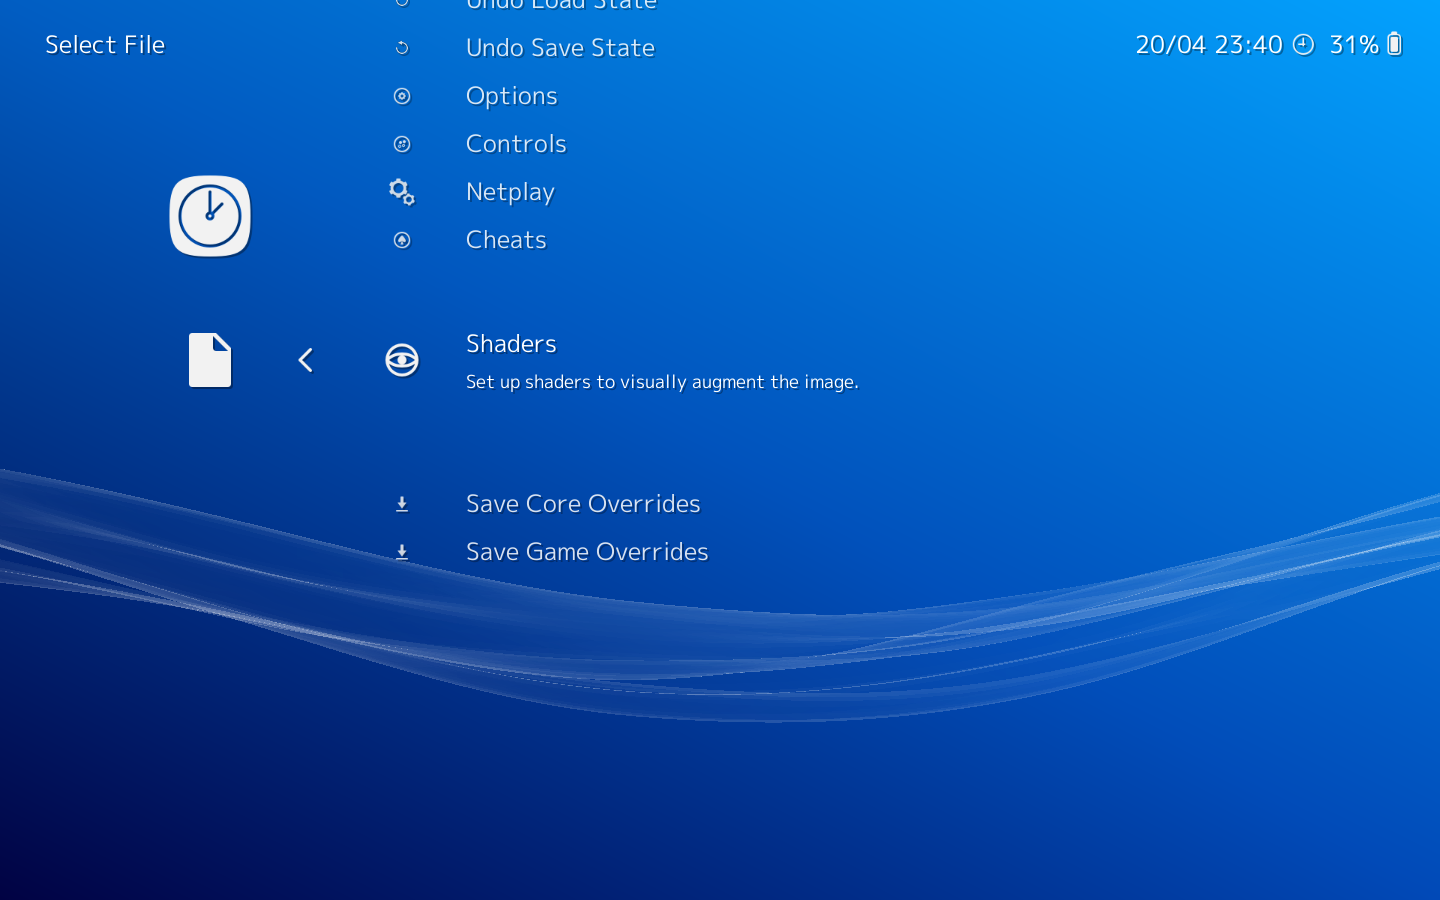 Undo Load State
Select File
Undo Save State
20/04 23:40
31%
Options
Controls
Netplay
Cheats
Shaders
Set up shaders to visually augment the image.
Save Core Overrides
Save Game Overrides